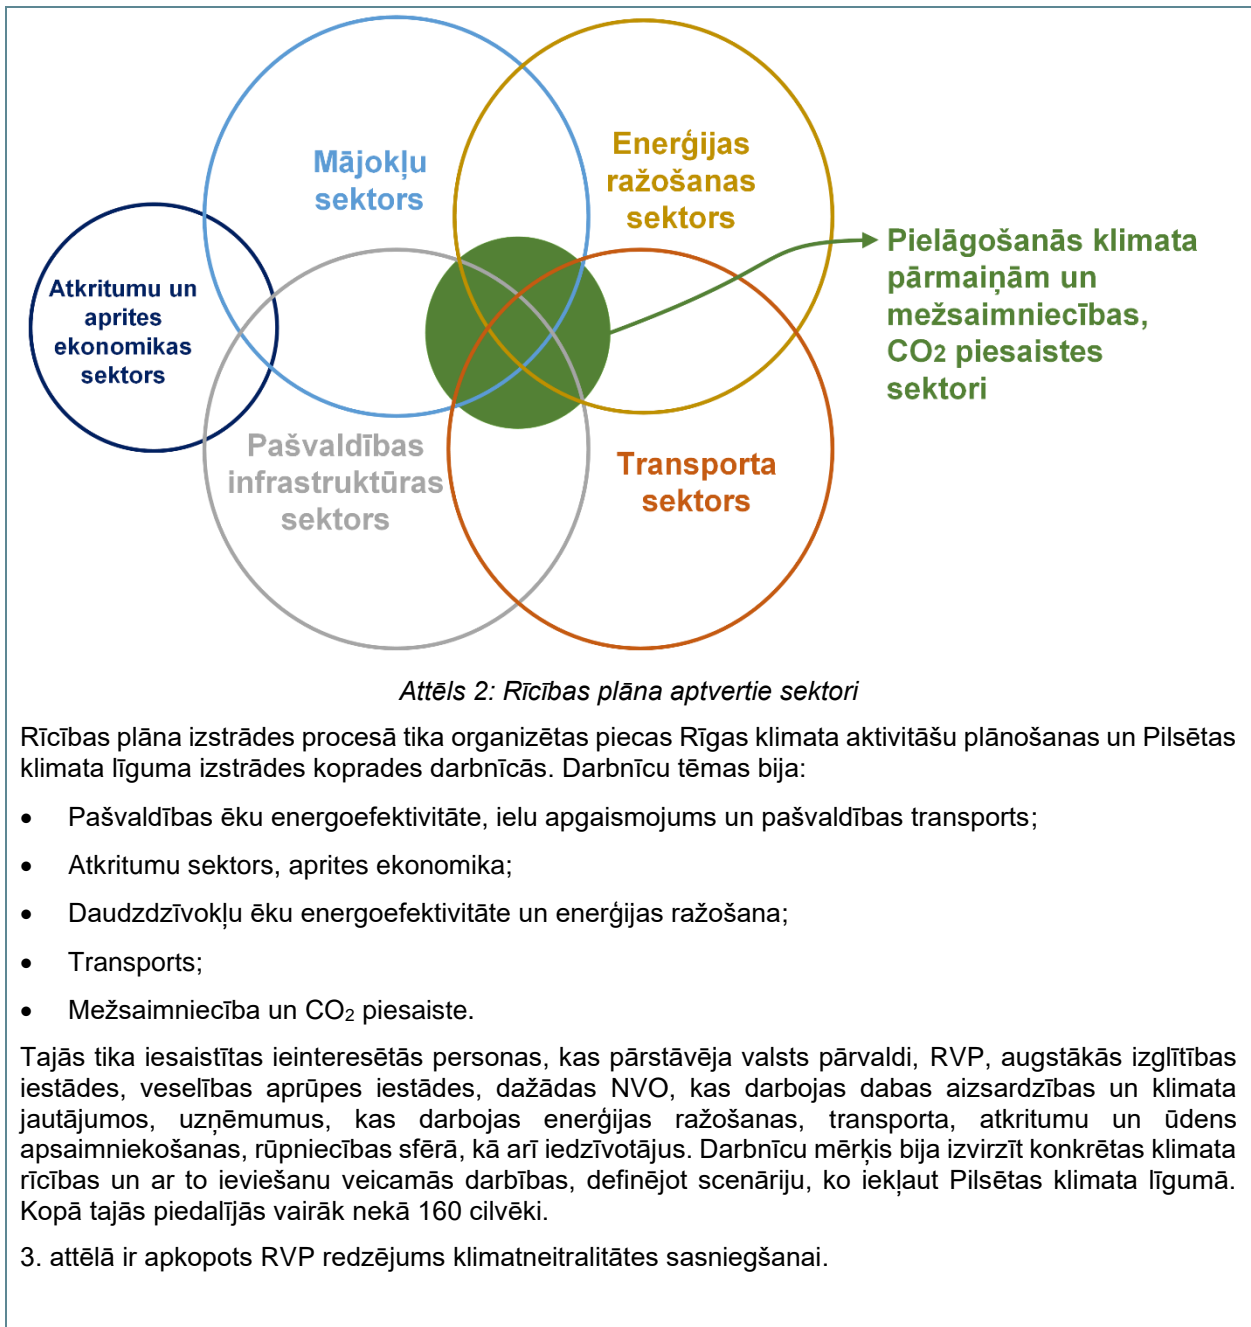 Mājokļu
sektors
Enerģijas
ražošanas
sektors
Atkritumu un
aprites
ekonomikas
sektors
Pielāgošanās klimata
pārmaiņām un
mežsaimniecības,
CO2 piesaistes
sektori
Pašvaldības
infrastruktūras
sektors
Transporta
sektors
Attēls 2: Rīcības plāna aptvertie sektori
Rīcības plāna izstrādes procesā tika organizētas piecas Rīgas klimata aktivitāšu plānošanas un Pilsētas
klimata līguma izstrādes koprades darbnīcās. Darbnīcu tēmas bija:
• Pašvaldības ēku energoefektivitāte, ielu apgaismojums un pašvaldības transports;
• Atkritumu sektors, aprites ekonomika;
• Daudzdzīvokļu ēku energoefektivitāte un enerģijas ražošana;
• Transports;
• Mežsaimniecība un CO₂ piesaiste.
Tajās tika iesaistītas ieinteresētās personas, kas pārstāvēja valsts pārvaldi, RVP, augstākās izglītības
iestādes, veselības aprūpes iestādes, dažādas NVO, kas darbojas dabas aizsardzības un klimata
jautājumos, uzņēmumus, kas darbojas enerģijas ražošanas, transporta, atkritumu un ūdens
apsaimniekošanas, rūpniecības sfērā, kā arī iedzīvotājus. Darbnīcu mērķis bija izvirzīt konkrētas klimata
rīcības un ar to ieviešanu veicamās darbības, definējot scenāriju, ko iekļaut Pilsētas klimata līgumā.
Kopā tajās piedalījās vairāk nekā 160 cilvēki.
3. attēlā ir apkopots RVP redzējums klimatneitralitātes sasniegšanai.